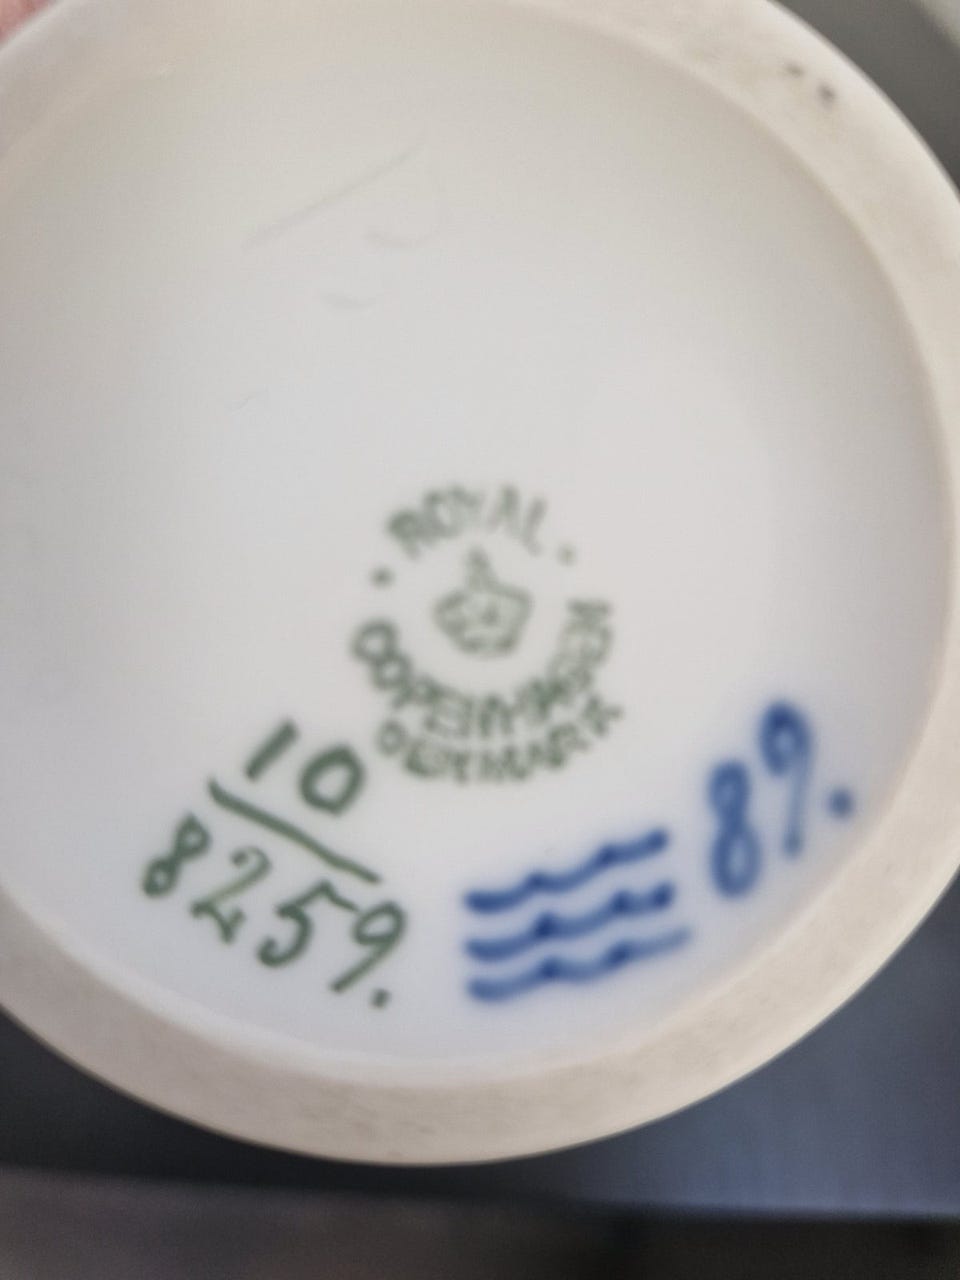 ROYAL
COPENHAGEN
DENMARK
10
8259.
89.